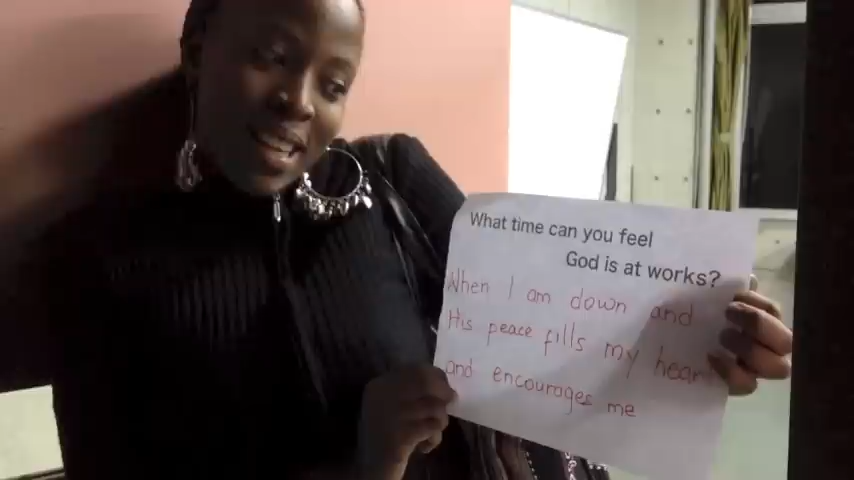 What time can you feel
God is at works?
When I am down and
His peace fills my heart
and encourages me